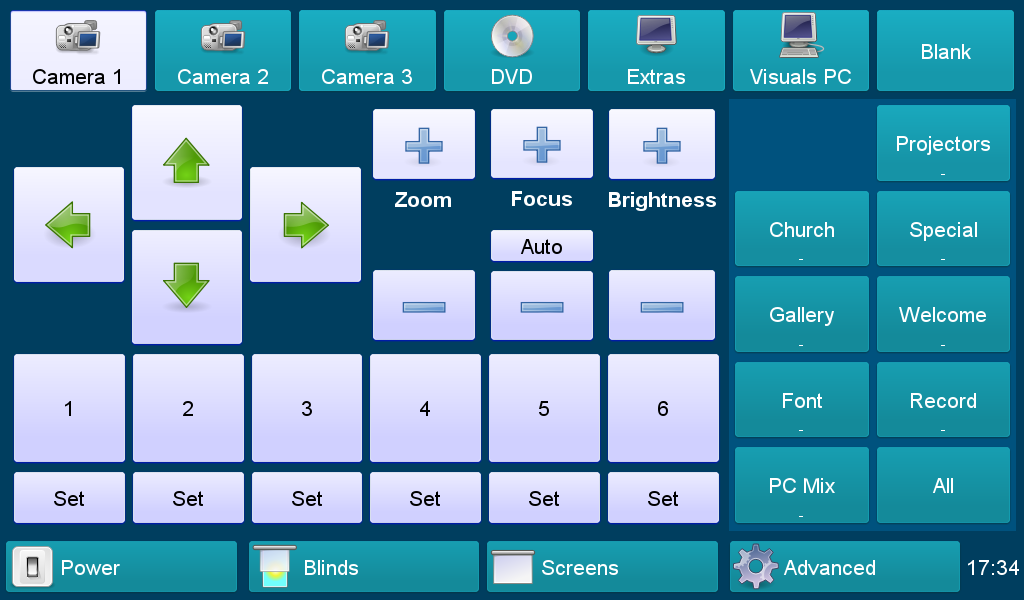 Camera 1
Camera 2
Camera 3
DVD
Extras
Visuals PC
Blank
Zoom
Focus
Brightness
Auto
Projectors
-
Church
-
Special
-
Gallery
-
Welcome
-
Font
-
Record
-
PC Mix
-
All
1
2
3
4
5
6
Set
Set
Set
Set
Set
Set
Power
Blinds
Screens
Advanced
17:34